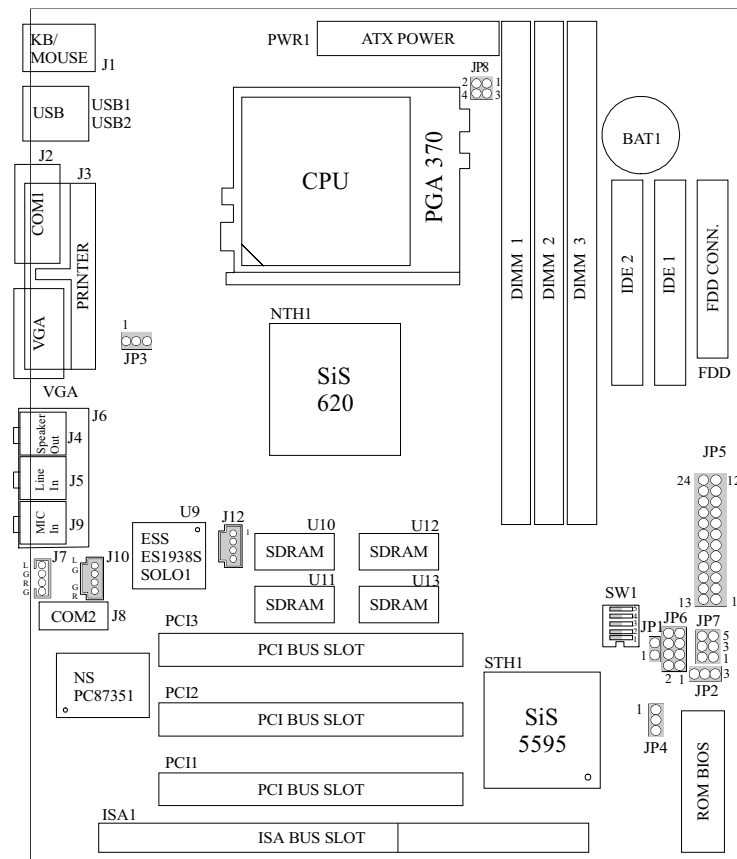 KB/
MOUSE
J1
PWR1
ATX POWER
JP8
2 1
4 3
USB
USB1
USB2
BAT1
J2
J3
COM1
PRINTER
CPU
PGA 370
DIMM 1
DIMM 2
DIMM 3
IDE 2
IDE 1
FDD CONN.
FDD
VGA
VGA
1
JP3
NTH1
SiS
620
J6
Speaker
Out
J4
Line
In
J5
MIC
In
J9
JP5
24 12
13 1
U9
ESS
ES1938S
SOLO1
J12
1
U10
SDRAM
U12
SDRAM
U11
SDRAM
U13
SDRAM
J7
L
G
R
G
J10
L
G
G
R
COM2
J8
SW1
5
4
3
2
1
JP1
1
JP6
2 1
JP7
5
3
1
3
JP2
PCI3
PCI BUS SLOT
NS
PC87351
STH1
SiS
5595
PCI2
PCI BUS SLOT
1
JP4
ROM BIOS
PCI1
PCI BUS SLOT
ISA1
ISA BUS SLOT